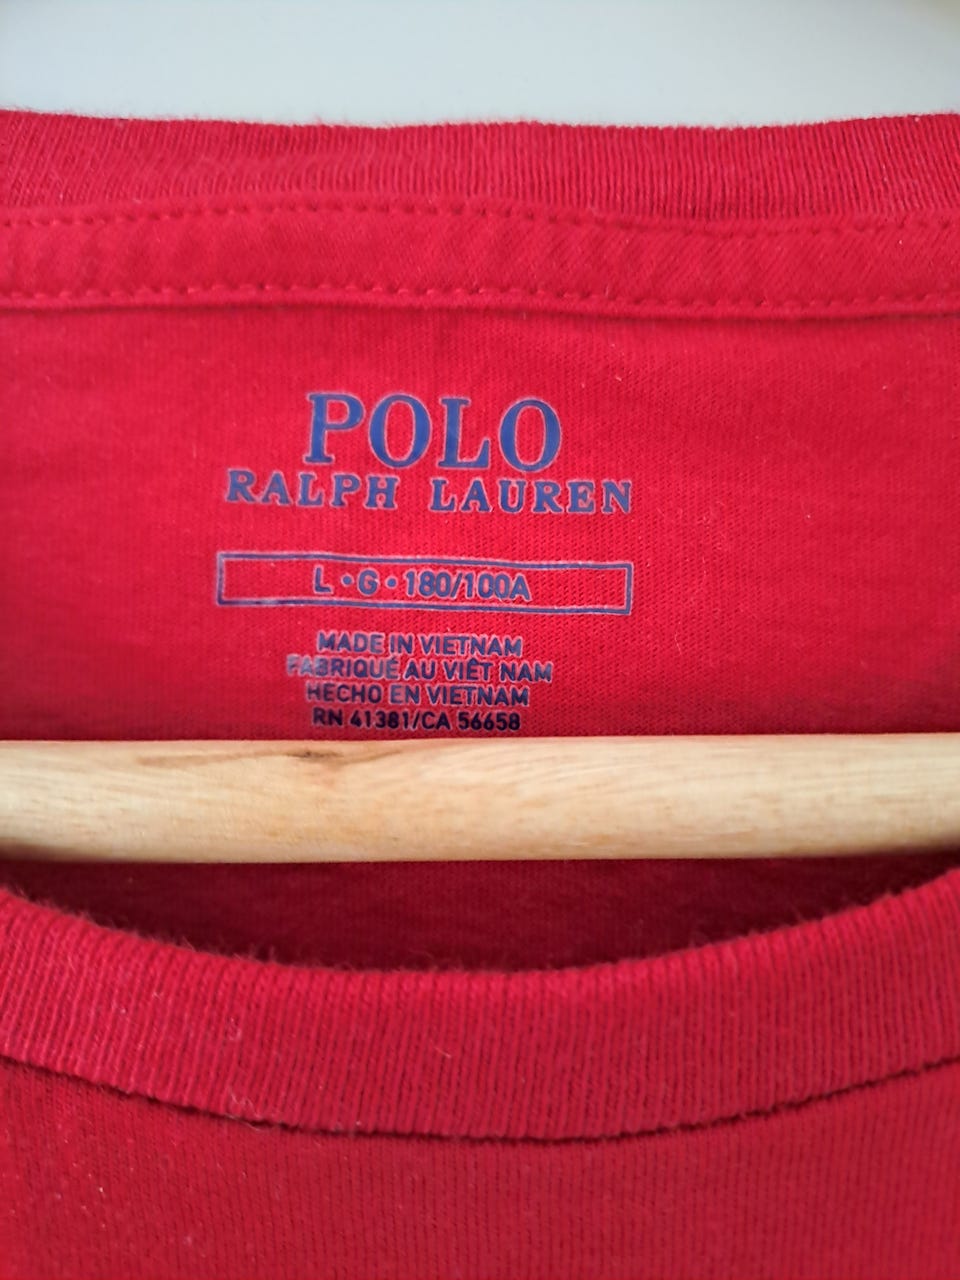 POLO
RALPH LAUREN
L • G • 180/100A
MADE IN VIETNAM
FABRIQUÉ AU VIÊT NAM
HECHO EN VIETNAM
RN 41381/CA 56658